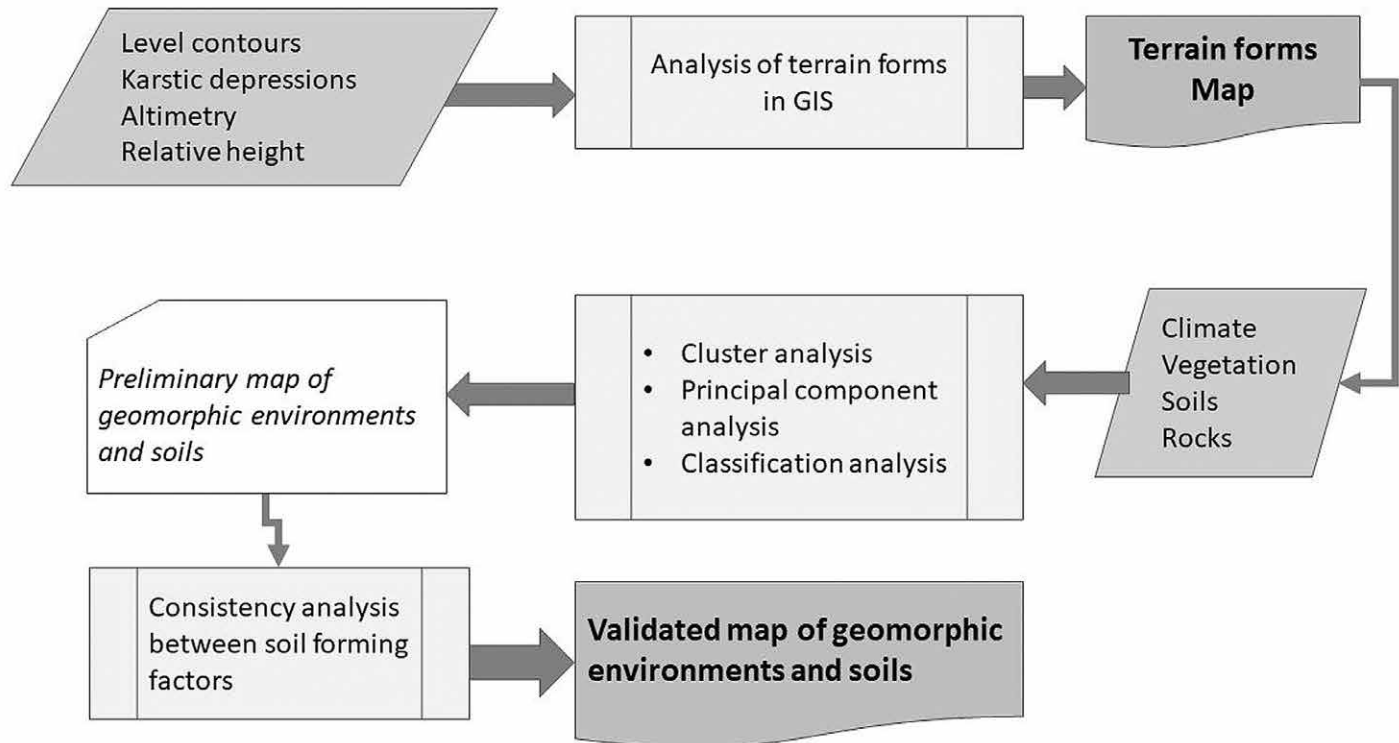 Level contours
Karstic depressions
Altimetry
Relative height
Analysis of terrain forms
in GIS
Terrain forms
Map
Climate
Vegetation
Soils
Rocks
• Cluster analysis
• Principal component
analysis
• Classification analysis
Preliminary map of
geomorphic environments
and soils
Consistency analysis
between soil forming
factors
Validated map of geomorphic
environments and soils